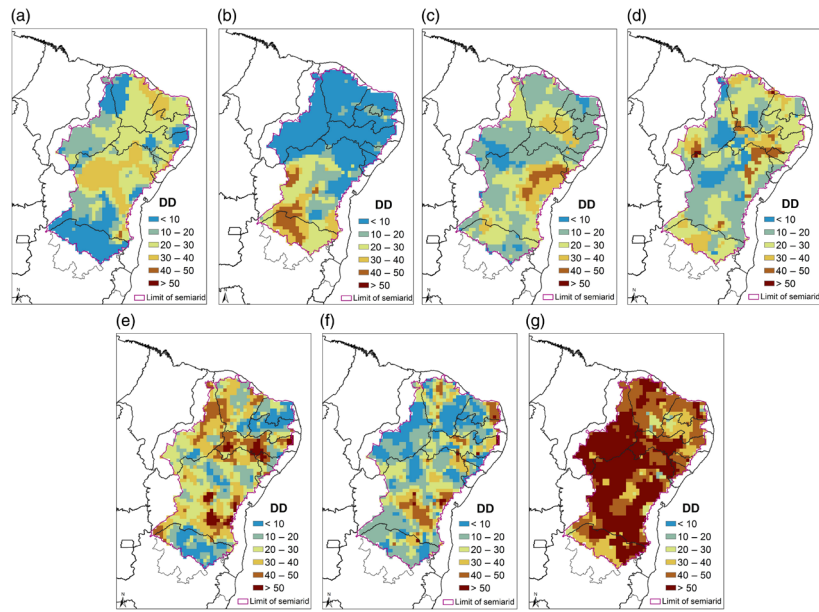 (a)
(b)
(c)
(d)
DD
< 10
10 – 20
20 – 30
30 – 40
40 – 50
> 50
Limit of semiarid
N
DD
< 10
10 – 20
20 – 30
30 – 40
40 – 50
> 50
Limit of semiarid
N
DD
< 10
10 – 20
20 – 30
30 – 40
40 – 50
> 50
Limit of semiarid
N
DD
< 10
10 – 20
20 – 30
30 – 40
40 – 50
> 50
Limit of semiarid
N
(e)
(f)
(g)
DD
< 10
10 – 20
20 – 30
30 – 40
40 – 50
> 50
Limit of semiarid
N
DD
< 10
10 – 20
20 – 30
30 – 40
40 – 50
> 50
Limit of semiarid
N
DD
< 10
10 – 20
20 – 30
30 – 40
40 – 50
> 50
Limit of semiarid
N